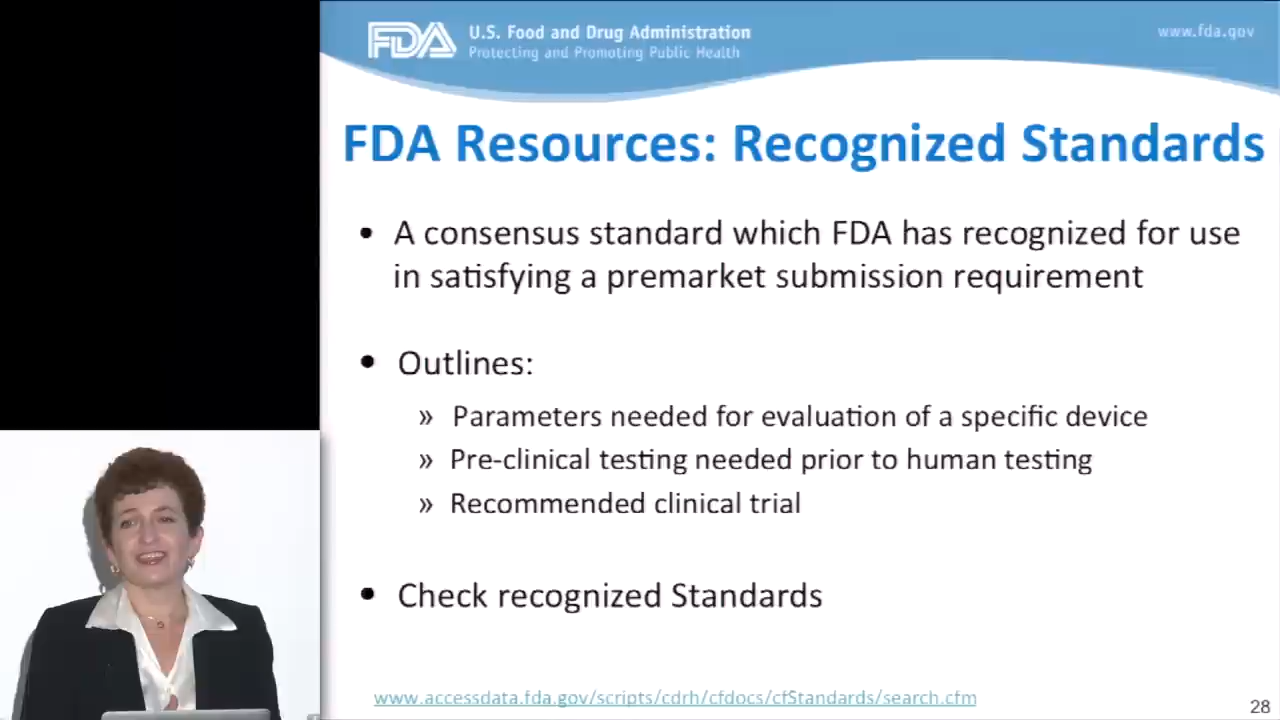 FDA
U.S. Food and Drug Administration
Protecting and Promoting Public Health
www.fda.gov
FDA Resources: Recognized Standards
• A consensus standard which FDA has recognized for use
in satisfying a premarket submission requirement
• Outlines:
» Parameters needed for evaluation of a specific device
» Pre-clinical testing needed prior to human testing
» Recommended clinical trial
• Check recognized Standards
www.accessdata.fda.gov/scripts/cdrh/cfdocs/cfStandards/search.cfm
28